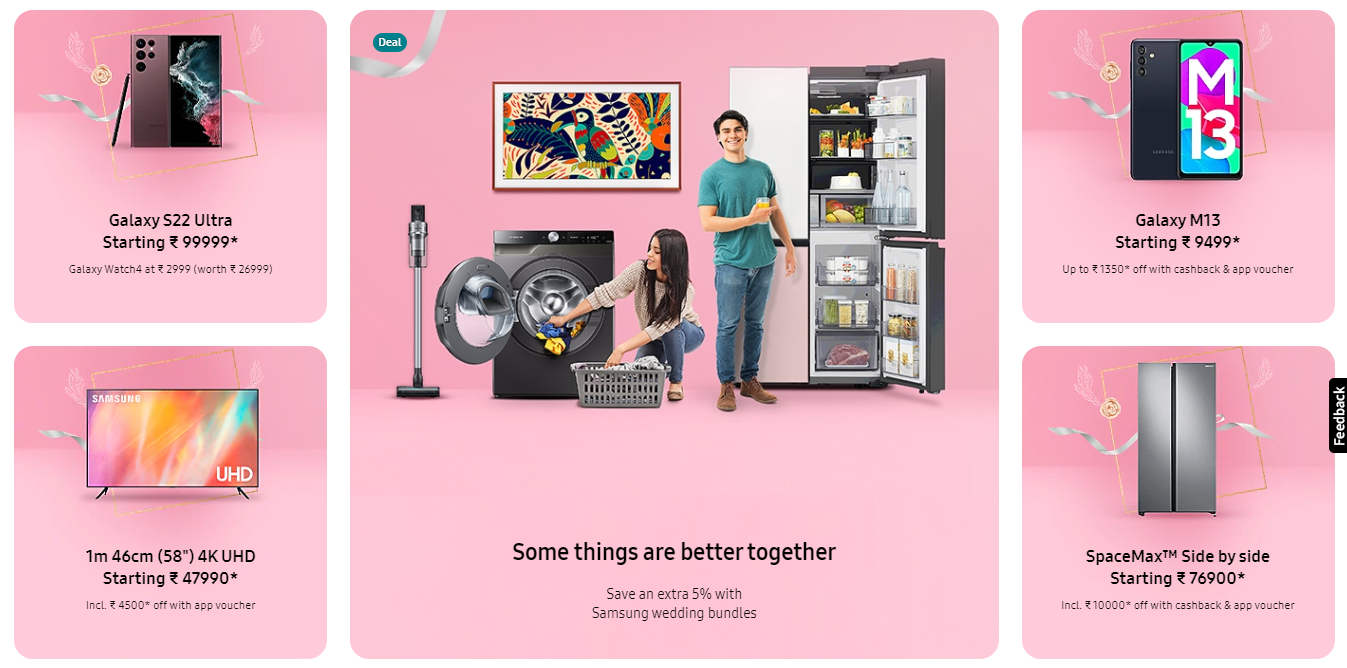 Galaxy S22 Ultra
Starting ₹ 99999*
Galaxy Watch4 at ₹ 2999 (worth ₹ 26999)
SAMSUNG
UHD
1m 46cm (58") 4K UHD
Starting ₹ 47990*
Incl. ₹ 4500* off with app voucher
Deal
Some things are better together
Save an extra 5% with
Samsung wedding bundles
SAMSUNG
M
13
Galaxy M13
Starting ₹ 9499*
Up to ₹ 1350* off with cashback & app voucher
SpaceMax™ Side by side
Starting ₹ 76900*
Incl. ₹ 10000* off with cashback & app voucher
Feedback